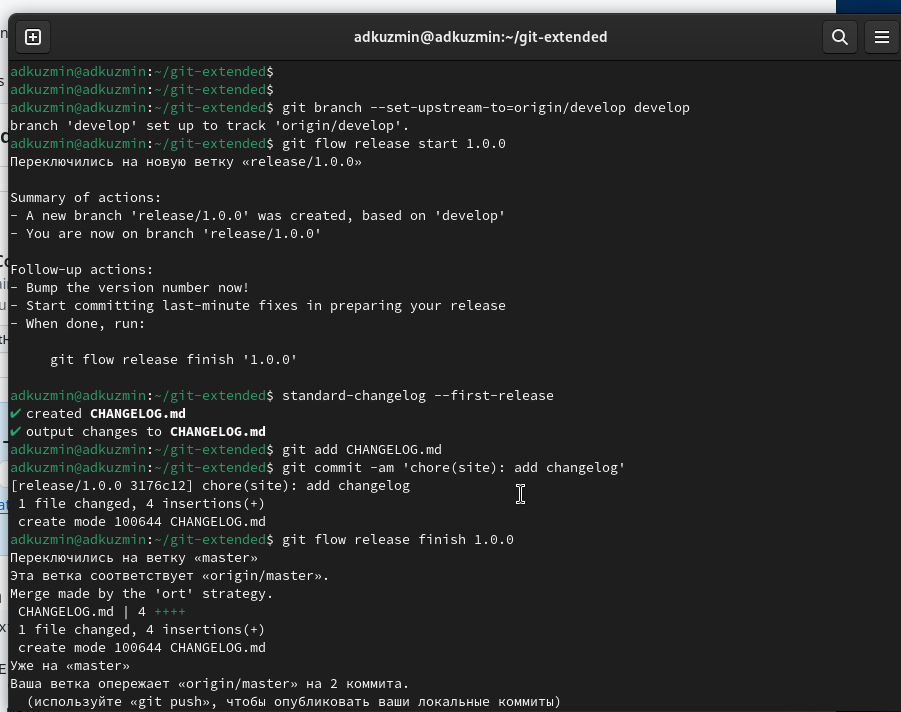 adkuzmin@adkuzmin:~/git-extended
adkuzmin@adkuzmin:~/git-extended$
adkuzmin@adkuzmin:~/git-extended$
adkuzmin@adkuzmin:~/git-extended$ git branch --set-upstream-to=origin/develop develop
branch 'develop' set up to track 'origin/develop'.
adkuzmin@adkuzmin:~/git-extended$ git flow release start 1.0.0
Переключились на новую ветку «release/1.0.0»
Summary of actions:
- A new branch 'release/1.0.0' was created, based on 'develop'
- You are now on branch 'release/1.0.0'
Follow-up actions:
- Bump the version number now!
- Start committing last-minute fixes in preparing your release
- When done, run:
git flow release finish '1.0.0'
adkuzmin@adkuzmin:~/git-extended$ standard-changelog --first-release
✔ created CHANGELOG.md
✔ output changes to CHANGELOG.md
adkuzmin@adkuzmin:~/git-extended$ git add CHANGELOG.md
adkuzmin@adkuzmin:~/git-extended$ git commit -am 'chore(site): add changelog'
[release/1.0.0 3176c12] chore(site): add changelog
1 file changed, 4 insertions(+)
create mode 100644 CHANGELOG.md
adkuzmin@adkuzmin:~/git-extended$ git flow release finish 1.0.0
Переключились на ветку «master»
Эта ветка соответствует «origin/master».
Merge made by the 'ort' strategy.
CHANGELOG.md | 4 ++++
1 file changed, 4 insertions(+)
create mode 100644 CHANGELOG.md
Уже на «master»
Ваша ветка опережает «origin/master» на 2 коммита.
(используйте «git push», чтобы опубликовать ваши локальные коммиты)